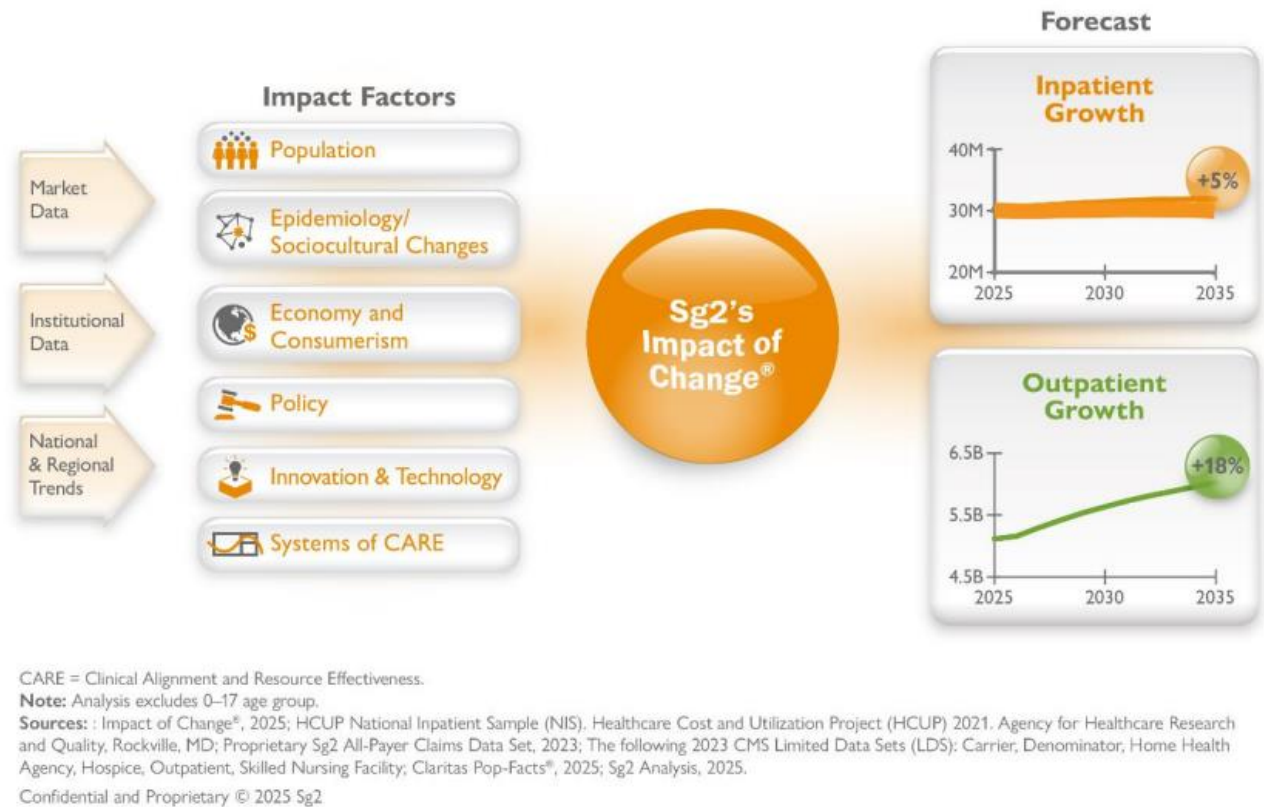 Forecast
Impact Factors
Market
Data
Institutional
Data
National
& Regional
Trends
Population
Epidemiology/
Sociocultural Changes
Economy and
Consumerism
$
Policy
Innovation & Technology
Systems of CARE
Sg2's
Impact of
Change®
Inpatient
Growth
40M
30M
20M
+5%
2025 2030 2035
Outpatient
Growth
6.5B
5.5B
4.5B
+18%
2025 2030 2035
CARE = Clinical Alignment and Resource Effectiveness.
Note: Analysis excludes 0–17 age group.
Sources: : Impact of Change®, 2025; HCUP National Inpatient Sample (NIS). Healthcare Cost and Utilization Project (HCUP) 2021. Agency for Healthcare Research
and Quality, Rockville, MD; Proprietary Sg2 All-Payer Claims Data Set, 2023; The following 2023 CMS Limited Data Sets (LDS): Carrier, Denominator, Home Health
Agency, Hospice, Outpatient, Skilled Nursing Facility; Claritas Pop-Facts®, 2025; Sg2 Analysis, 2025.
Confidential and Proprietary © 2025 Sg2